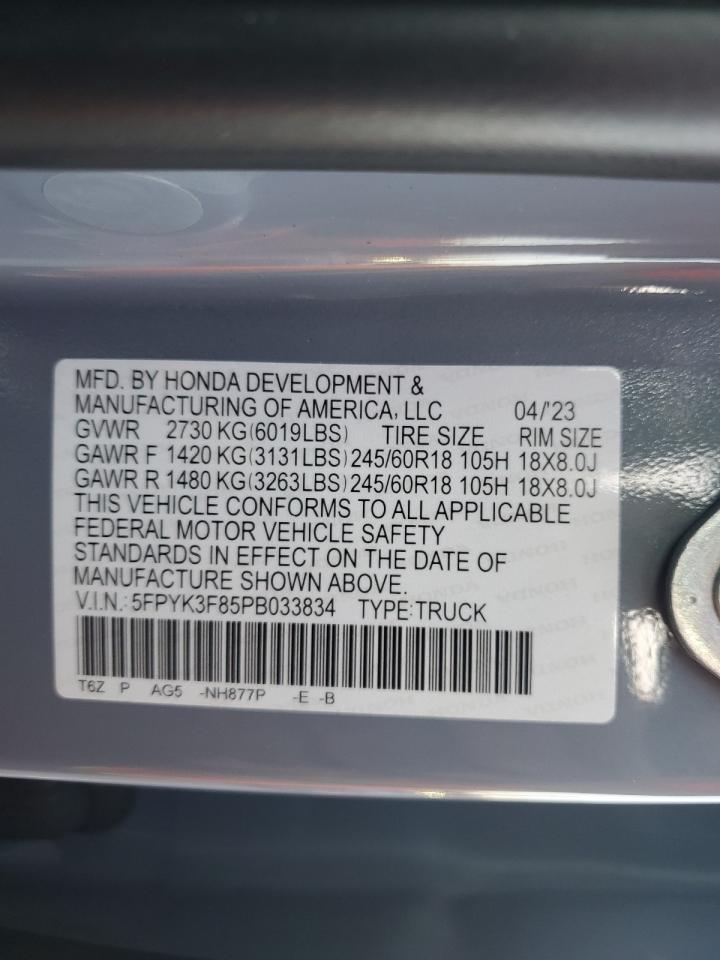 MFD. BY HONDA DEVELOPMENT &
MANUFACTURING OF AMERICA, LLC 04/'23
GVWR 2730 KG(6019LBS) TIRE SIZE RIM SIZE
GAWR F 1420 KG(3131LBS) 245/60R18 105H 18X8.0J
GAWR R 1480 KG(3263LBS) 245/60R18 105H 18X8.0J
THIS VEHICLE CONFORMS TO ALL APPLICABLE
FEDERAL MOTOR VEHICLE SAFETY
STANDARDS IN EFFECT ON THE DATE OF
MANUFACTURE SHOWN ABOVE.
V.I.N.: 5FPYK3F85PB033834 TYPE:TRUCK
T6Z P AG5 -NH877P -E -B